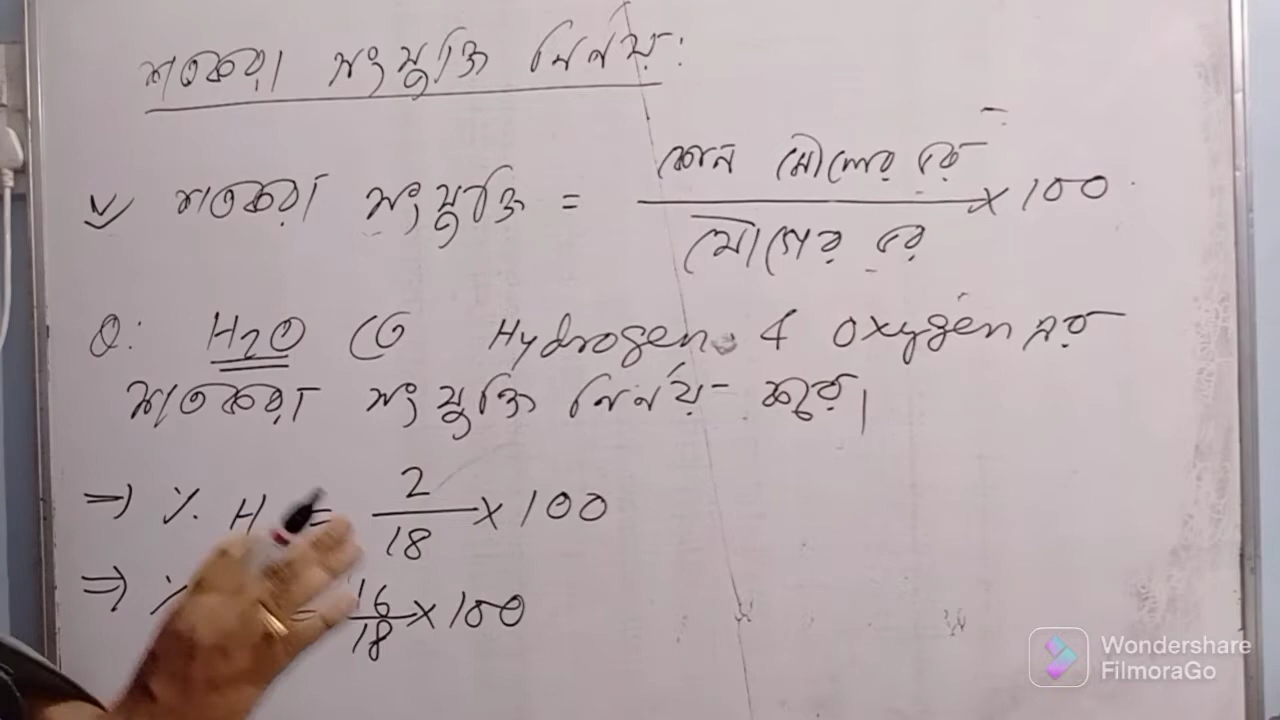 শতকরা সংযুক্তি নির্ণয়:
শতকরা সংযুক্তি = কোন মৌলের ভর / যৌগের ভর × 100
Q: H2O তে Hydrogen & Oxygen এর
শতকরা সংযুক্তি নির্ণয় কর।
⇒ % H = 2/18 × 100
⇒ % = 16/18 × 100
Wondershare
FilmoraGo